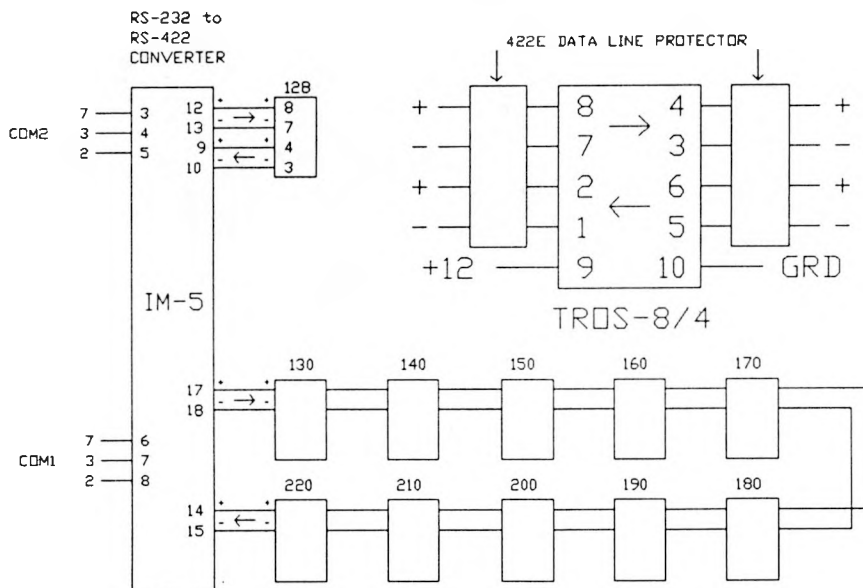 RS-232 to
RS-422
CONVERTER
422E DATA LINE PROTECTOR
128
COM2
7 3
3 4
2 5
12 + - + - 8
13 7
9 + - + - 4
10 3
+ 8 4 +
- 7 3 -
+ 2 6 +
- 1 5 -
+12 9 10 GRD
TROS-8/4
IM-5
130 140 150 160 170
17 + - + -
18
COM1
7 6
3 7
2 8
220 210 200 190 180
14 + - + -
15